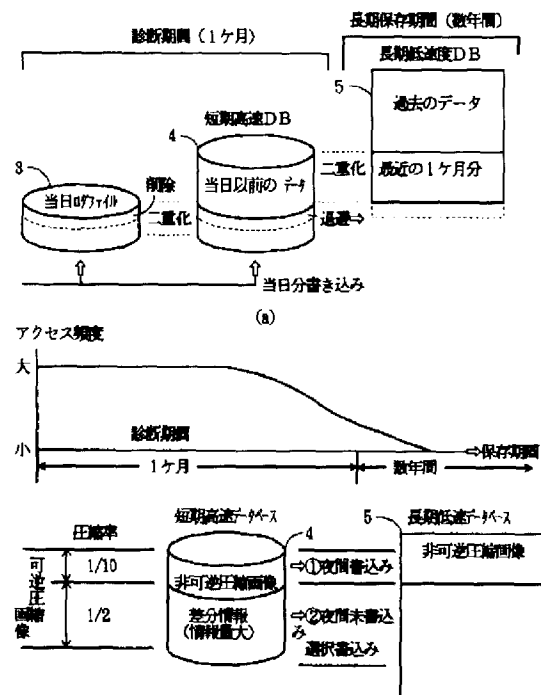 診断期間(1ケ月)
長期保存期間(数年間)
長期低速度DB
5
過去のデータ
短期高速DB
4
3
二重化
最近の1ケ月分
当日以前のデータ
当日ログファイル
削除
二重化
退避⇒
当日分書き込み
(a)
アクセス頻度
大
診断期間
小
⇒保存期間
1ケ月
数年間
圧縮率
短期高速データベース
4
5
長期低速データベース
可逆圧縮画像
1/10
非可逆圧縮画像
⇒①夜間書込み
非可逆圧縮画像
1/2
差分情報
(情報量大)
⇒②夜間未書込み
選択書込み